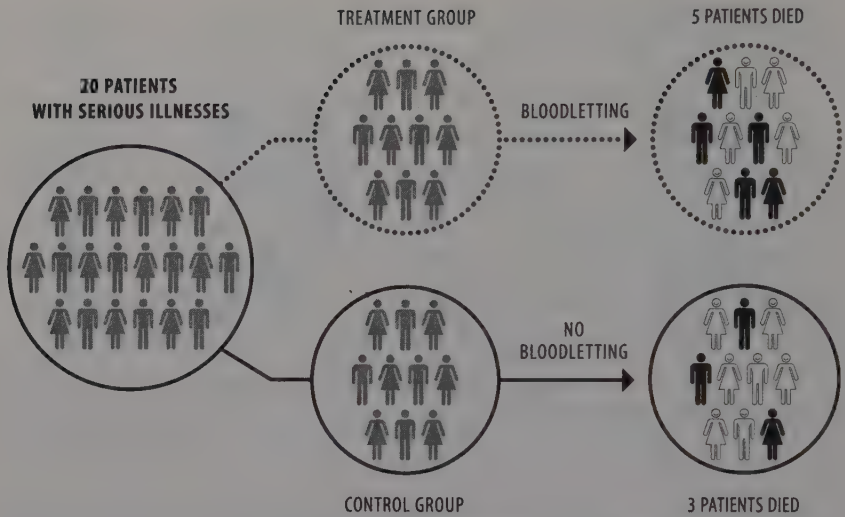 TREATMENT GROUP
5 PATIENTS DIED
20 PATIENTS
WITH SERIOUS ILLNESSES
BLOODLETTING
NO
BLOODLETTING
CONTROL GROUP
3 PATIENTS DIED